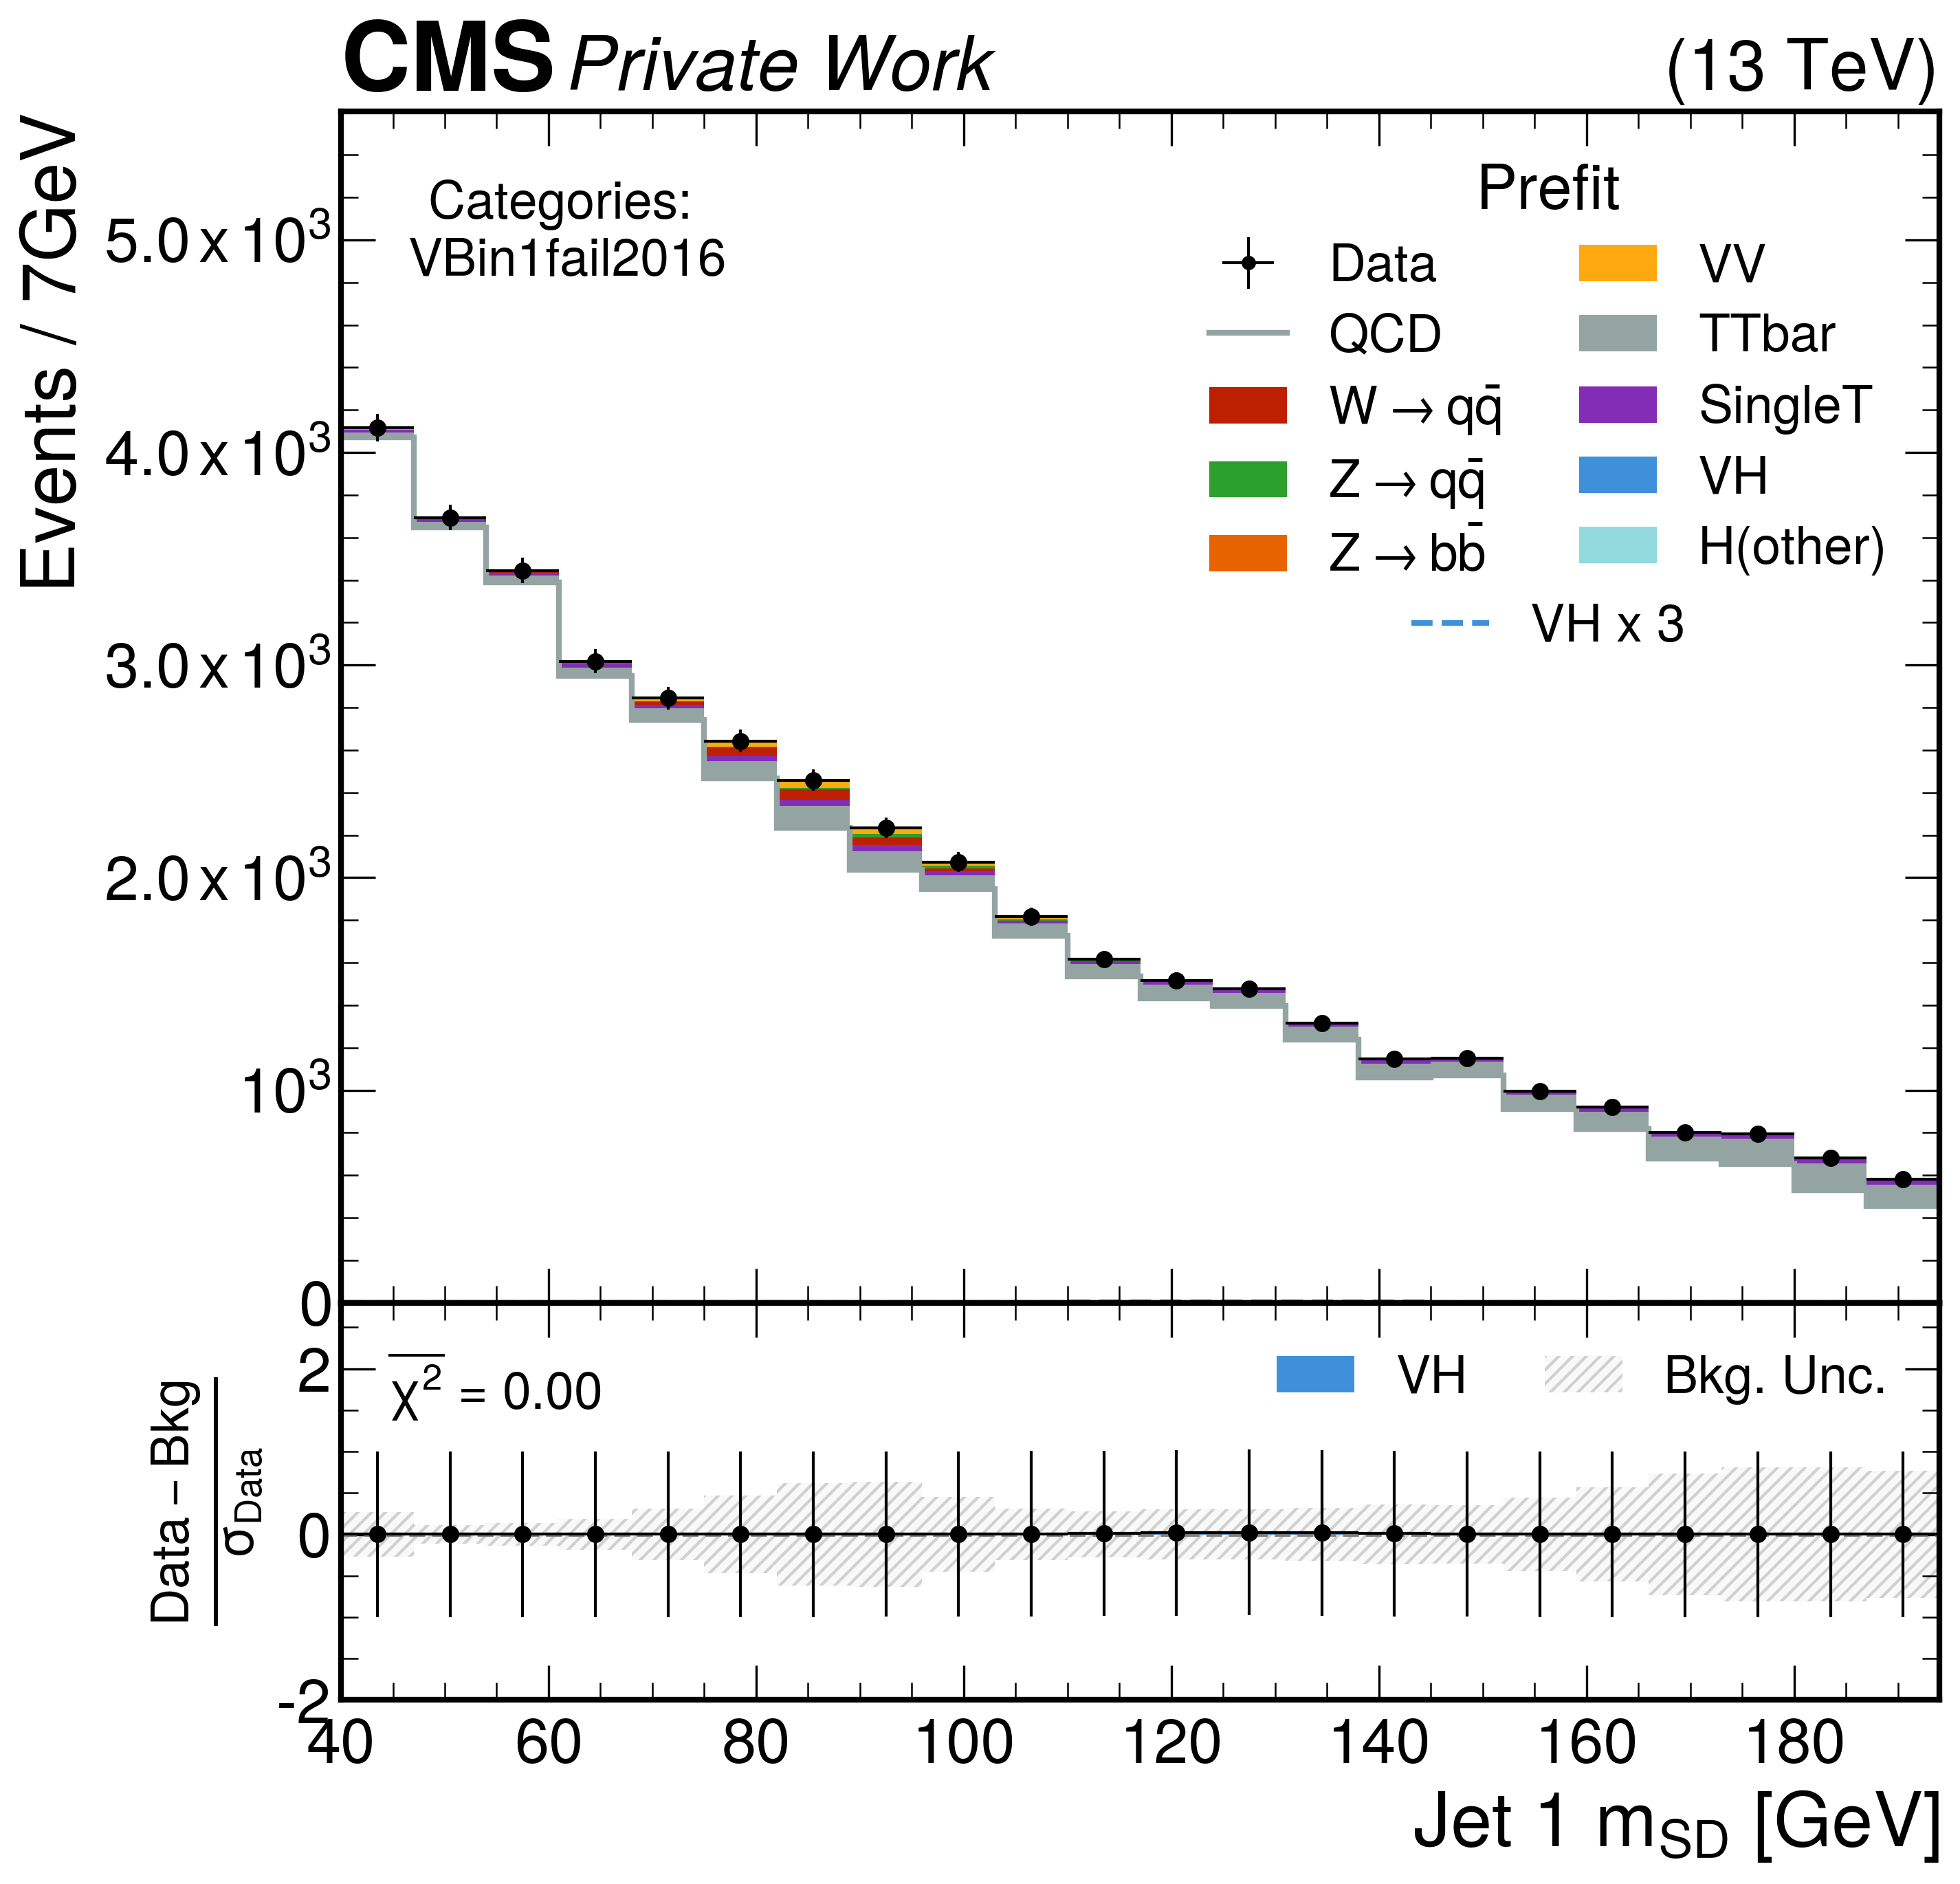 CMS Private Work (13 TeV)
Events / 7GeV
Categories:
VBin1fail2016
Prefit
Data
QCD
W → qq̄
Z → qq̄
Z → bb̄
VV
TTbar
SingleT
VH
H(other)
VH x 3
5.0 x 10³
4.0 x 10³
3.0 x 10³
2.0 x 10³
10³
0
Data – Bkg
σ_Data
χ² = 0.00
VH
Bkg. Unc.
2
0
-2
40 60 80 100 120 140 160 180
Jet 1 m_SD [GeV]